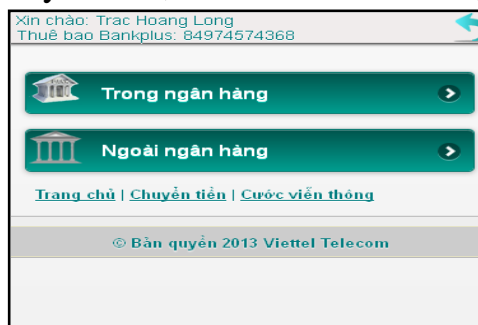 Xin chào: Trac Hoang Long
Thuê bao Bankplus: 84974574368
Trong ngân hàng
Ngoài ngân hàng
Trang chủ | Chuyển tiền | Cước viễn thông
© Bản quyền 2013 Viettel Telecom